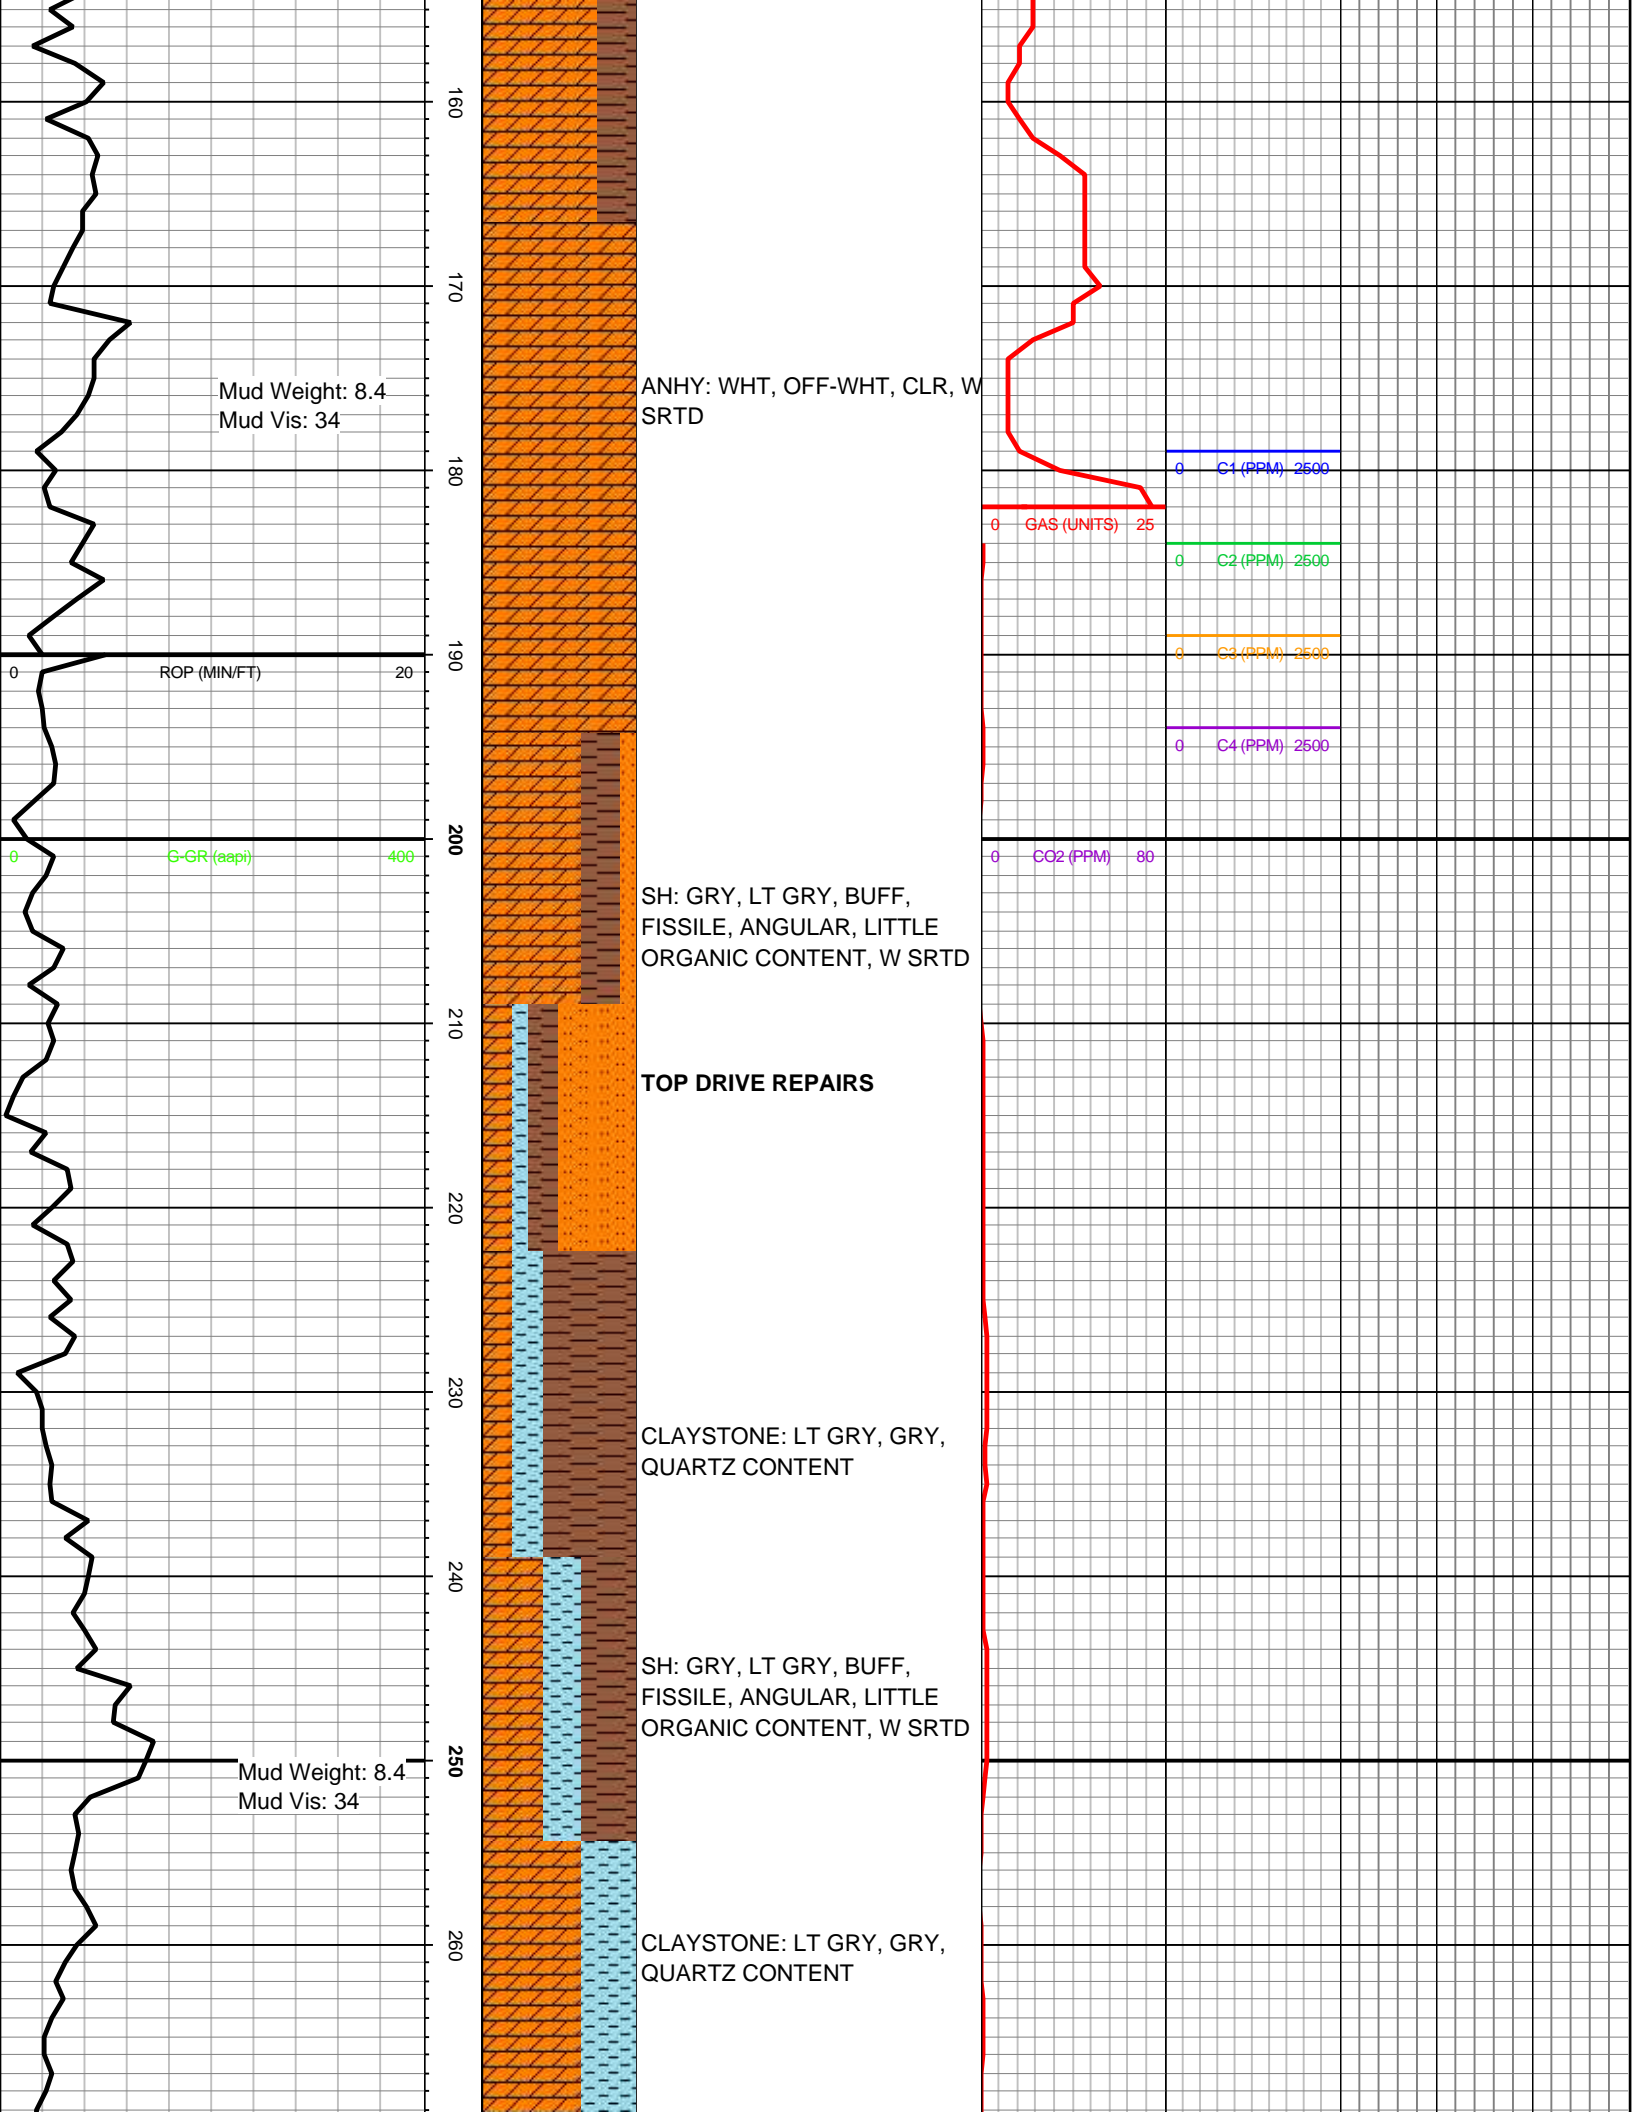 160
170
Mud Weight: 8.4
Mud Vis: 34
ANHY: WHT, OFF-WHT, CLR, W
SRTD
180
0 C1 (PPM) 2500
0 GAS (UNITS) 25
0 C2 (PPM) 2500
190
0 ROP (MIN/FT) 20
0 C3 (PPM) 2500
0 C4 (PPM) 2500
200
0 G-GR (aapi) 400
0 CO2 (PPM) 80
SH: GRY, LT GRY, BUFF,
FISSILE, ANGULAR, LITTLE
ORGANIC CONTENT, W SRTD
210
TOP DRIVE REPAIRS
220
230
CLAYSTONE: LT GRY, GRY,
QUARTZ CONTENT
240
SH: GRY, LT GRY, BUFF,
FISSILE, ANGULAR, LITTLE
ORGANIC CONTENT, W SRTD
250
Mud Weight: 8.4
Mud Vis: 34
260
CLAYSTONE: LT GRY, GRY,
QUARTZ CONTENT